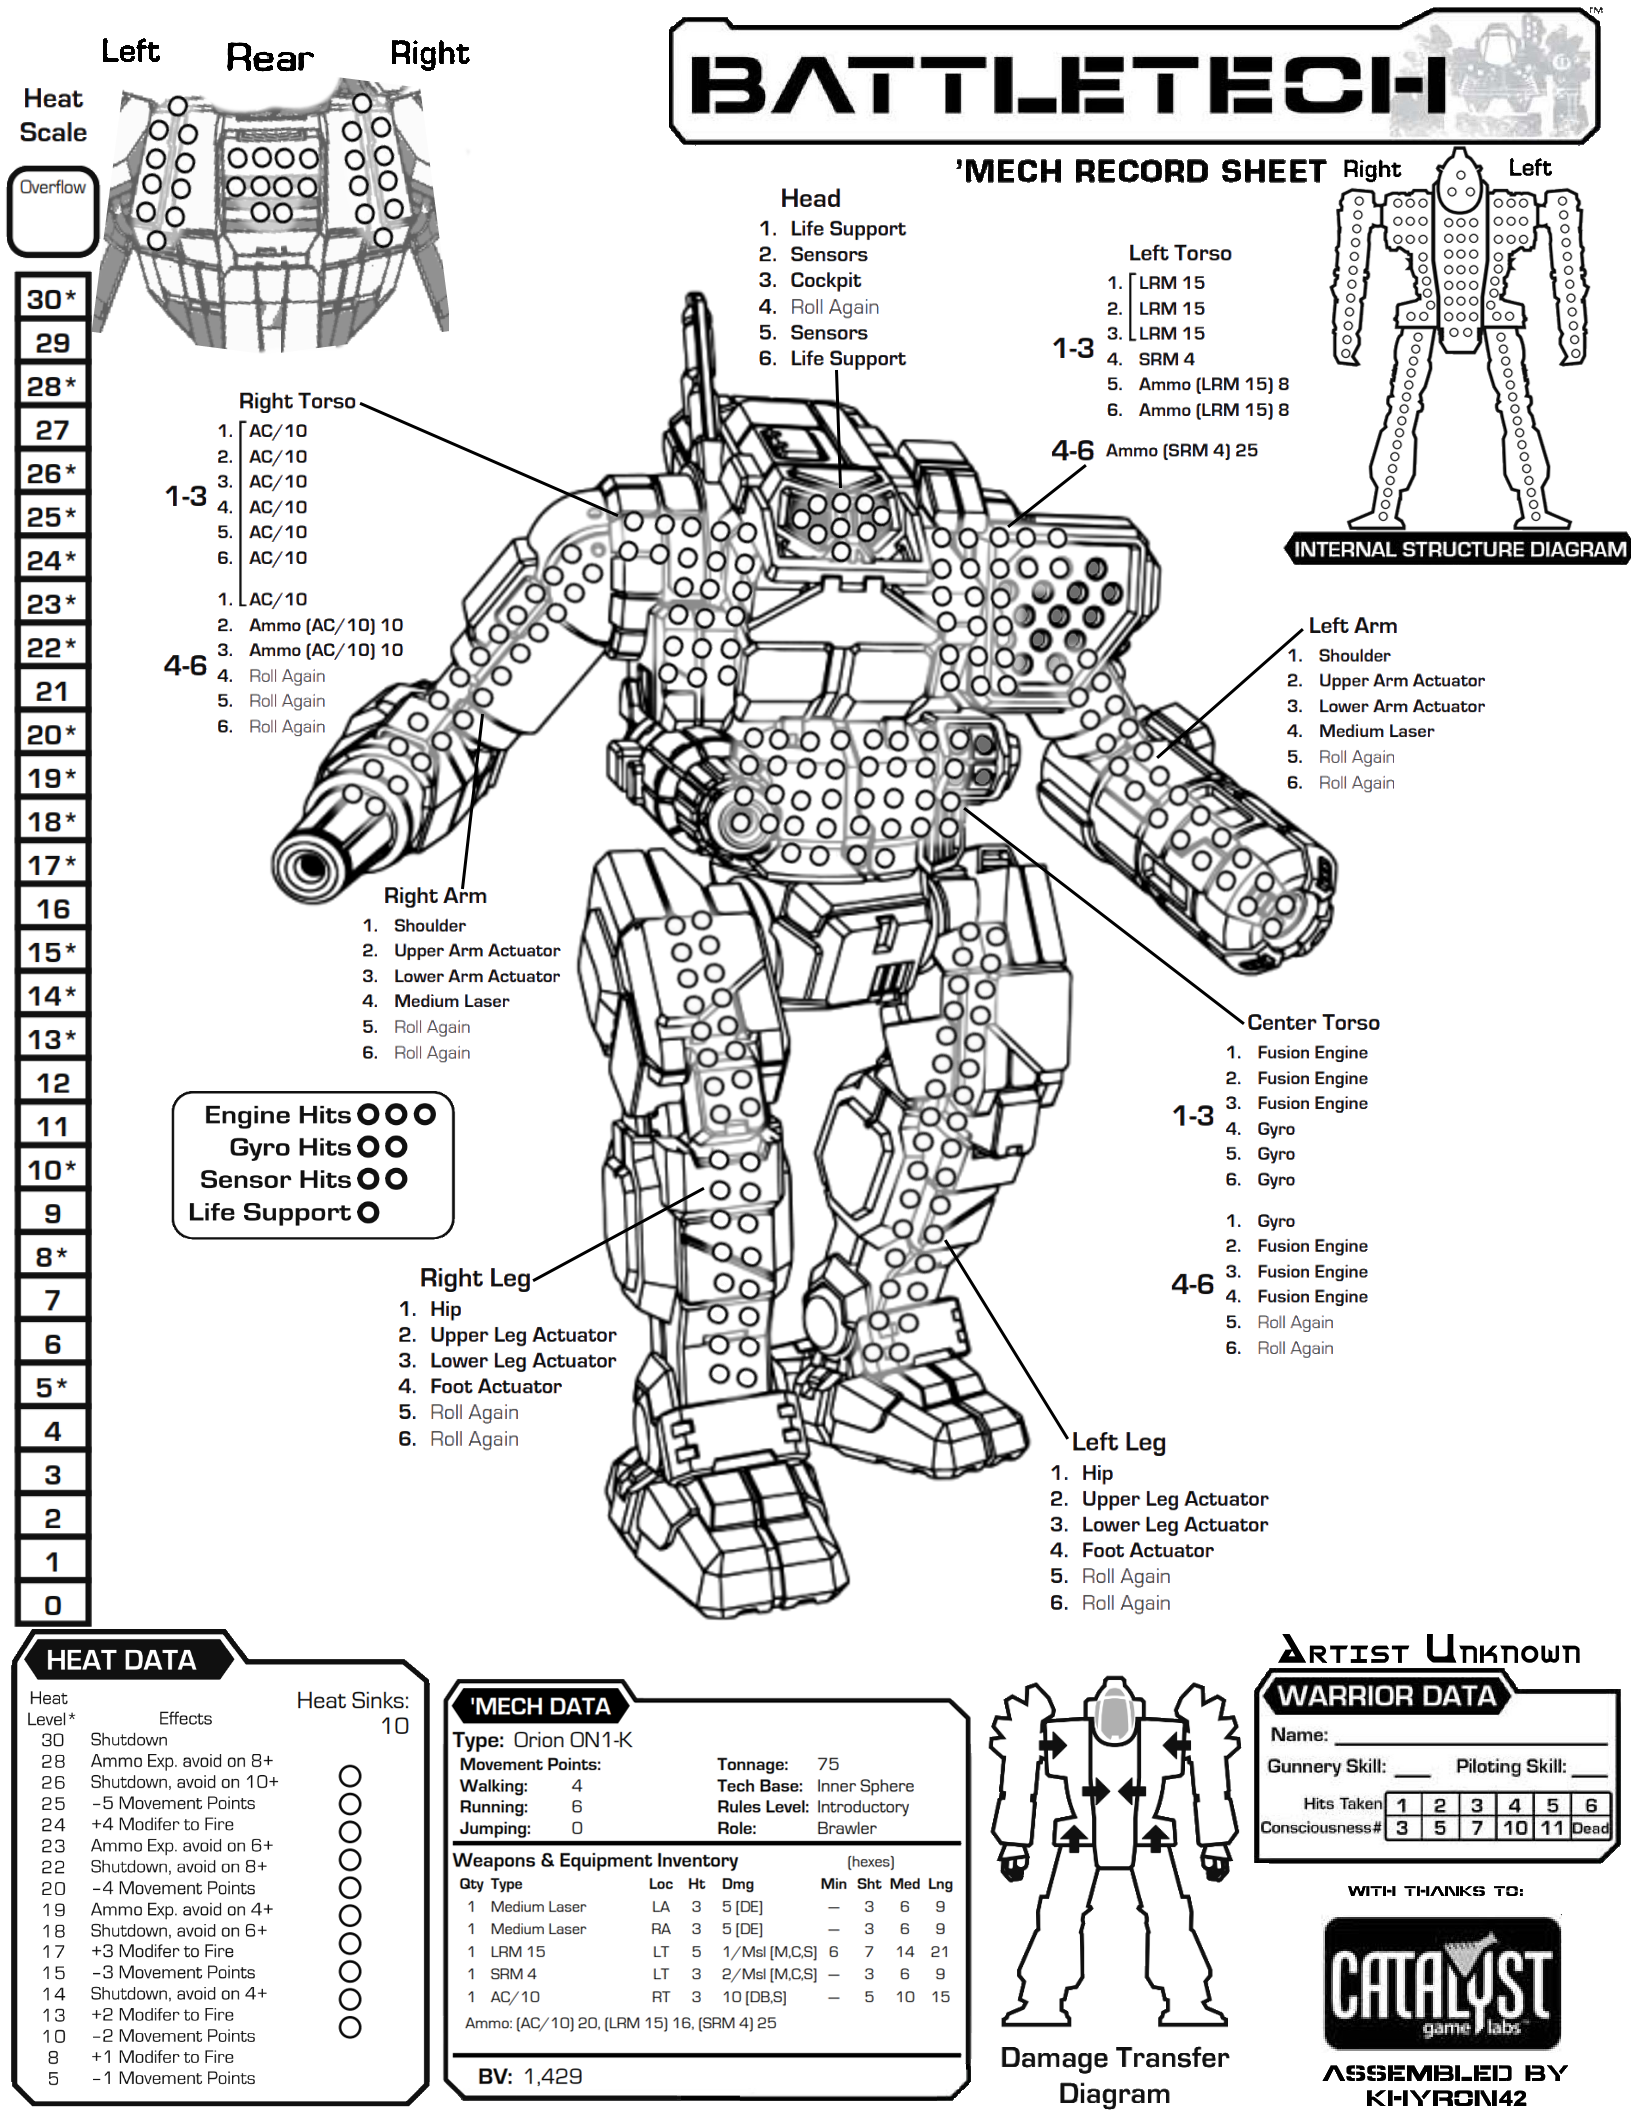 Left Rear Right
BATTLETECH ™
'MECH RECORD SHEET
Heat
Scale
Overflow
30*
29
28*
27
26*
25*
24*
23*
22*
21
20*
19*
18*
17*
16
15*
14*
13*
12
11
10*
9
8*
7
6
5*
4
3
2
1
0
Right Left
INTERNAL STRUCTURE DIAGRAM
Head
1. Life Support
2. Sensors
3. Cockpit
4. Roll Again
5. Sensors
6. Life Support
Left Torso
1-3
1. LRM 15
2. LRM 15
3. LRM 15
4. SRM 4
5. Ammo (LRM 15) 8
6. Ammo (LRM 15) 8
4-6 Ammo (SRM 4) 25
Right Torso
1-3
1. AC/10
2. AC/10
3. AC/10
4. AC/10
5. AC/10
6. AC/10
4-6
1. AC/10
2. Ammo (AC/10) 10
3. Ammo (AC/10) 10
4. Roll Again
5. Roll Again
6. Roll Again
Left Arm
1. Shoulder
2. Upper Arm Actuator
3. Lower Arm Actuator
4. Medium Laser
5. Roll Again
6. Roll Again
Right Arm
1. Shoulder
2. Upper Arm Actuator
3. Lower Arm Actuator
4. Medium Laser
5. Roll Again
6. Roll Again
Center Torso
1-3
1. Fusion Engine
2. Fusion Engine
3. Fusion Engine
4. Gyro
5. Gyro
6. Gyro
4-6
1. Gyro
2. Fusion Engine
3. Fusion Engine
4. Fusion Engine
5. Roll Again
6. Roll Again
Engine Hits
Gyro Hits
Sensor Hits
Life Support
Right Leg
1. Hip
2. Upper Leg Actuator
3. Lower Leg Actuator
4. Foot Actuator
5. Roll Again
6. Roll Again
Left Leg
1. Hip
2. Upper Leg Actuator
3. Lower Leg Actuator
4. Foot Actuator
5. Roll Again
6. Roll Again
HEAT DATA
Heat Sinks:
10
Heat
Level* Effects
30 Shutdown
28 Ammo Exp. avoid on 8+
26 Shutdown, avoid on 10+
25 -5 Movement Points
24 +4 Modifer to Fire
23 Ammo Exp. avoid on 6+
22 Shutdown, avoid on 8+
20 -4 Movement Points
19 Ammo Exp. avoid on 4+
18 Shutdown, avoid on 6+
17 +3 Modifer to Fire
15 -3 Movement Points
14 Shutdown, avoid on 4+
13 +2 Modifer to Fire
10 -2 Movement Points
8 +1 Modifer to Fire
5 -1 Movement Points
'MECH DATA
Type: Orion ON1-K
Movement Points: Tonnage: 75
Walking: 4 Tech Base: Inner Sphere
Running: 6 Rules Level: Introductory
Jumping: 0 Role: Brawler
Weapons & Equipment Inventory (hexes)
Qty Type Loc Ht Dmg Min Sht Med Lng
1 Medium Laser LA 3 5 [DE] — 3 6 9
1 Medium Laser RA 3 5 [DE] — 3 6 9
1 LRM 15 LT 5 1/Msl [M,C,S] 6 7 14 21
1 SRM 4 LT 3 2/Msl [M,C,S] — 3 6 9
1 AC/10 RT 3 10 [DB,S] — 5 10 15
Ammo: (AC/10) 20, (LRM 15) 16, (SRM 4) 25
BV: 1,429
Damage Transfer
Diagram
Artist Unknown
WARRIOR DATA
Name:
Gunnery Skill: Piloting Skill:
Hits Taken 1 2 3 4 5 6
Consciousness# 3 5 7 10 11 Dead
WITH THANKS TO:
CATALYST
game labs
ASSEMBLED BY
KHYRON42